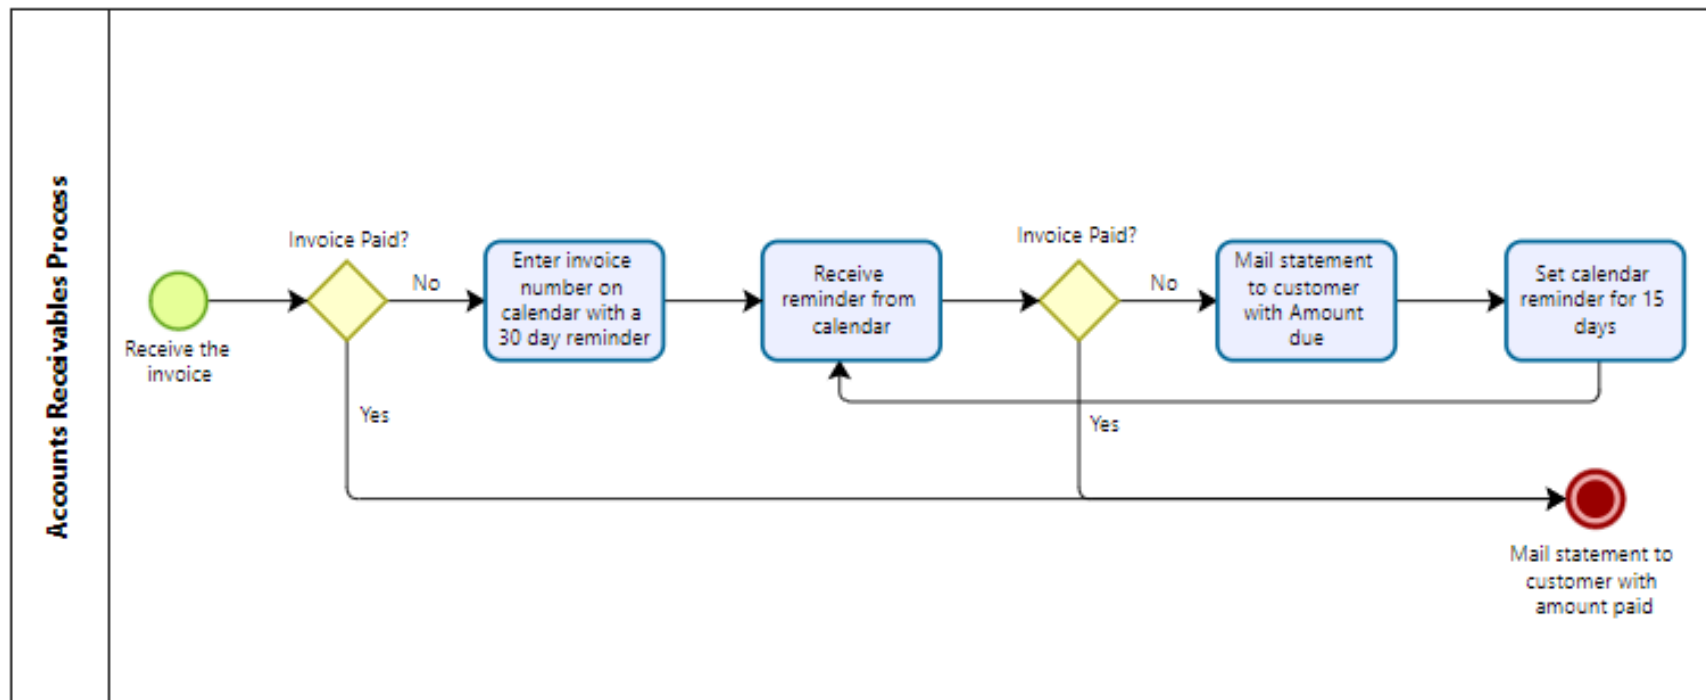 Accounts Receivables Process
Receive the
invoice
Invoice Paid?
No
Yes
Enter invoice
number on
calendar with a
30 day reminder
Receive
reminder from
calendar
Invoice Paid?
No
Yes
Mail statement
to customer
with Amount
due
Set calendar
reminder for 15
days
Mail statement to
customer with
amount paid